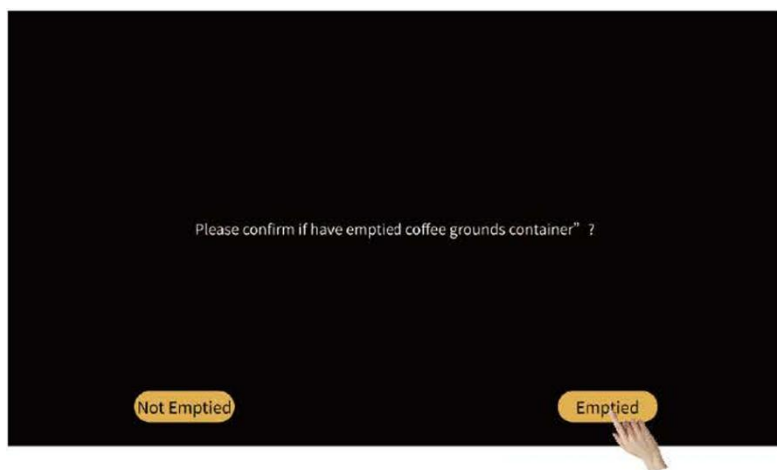 Please confirm if have emptied coffee grounds container” ?
Not Emptied
Emptied